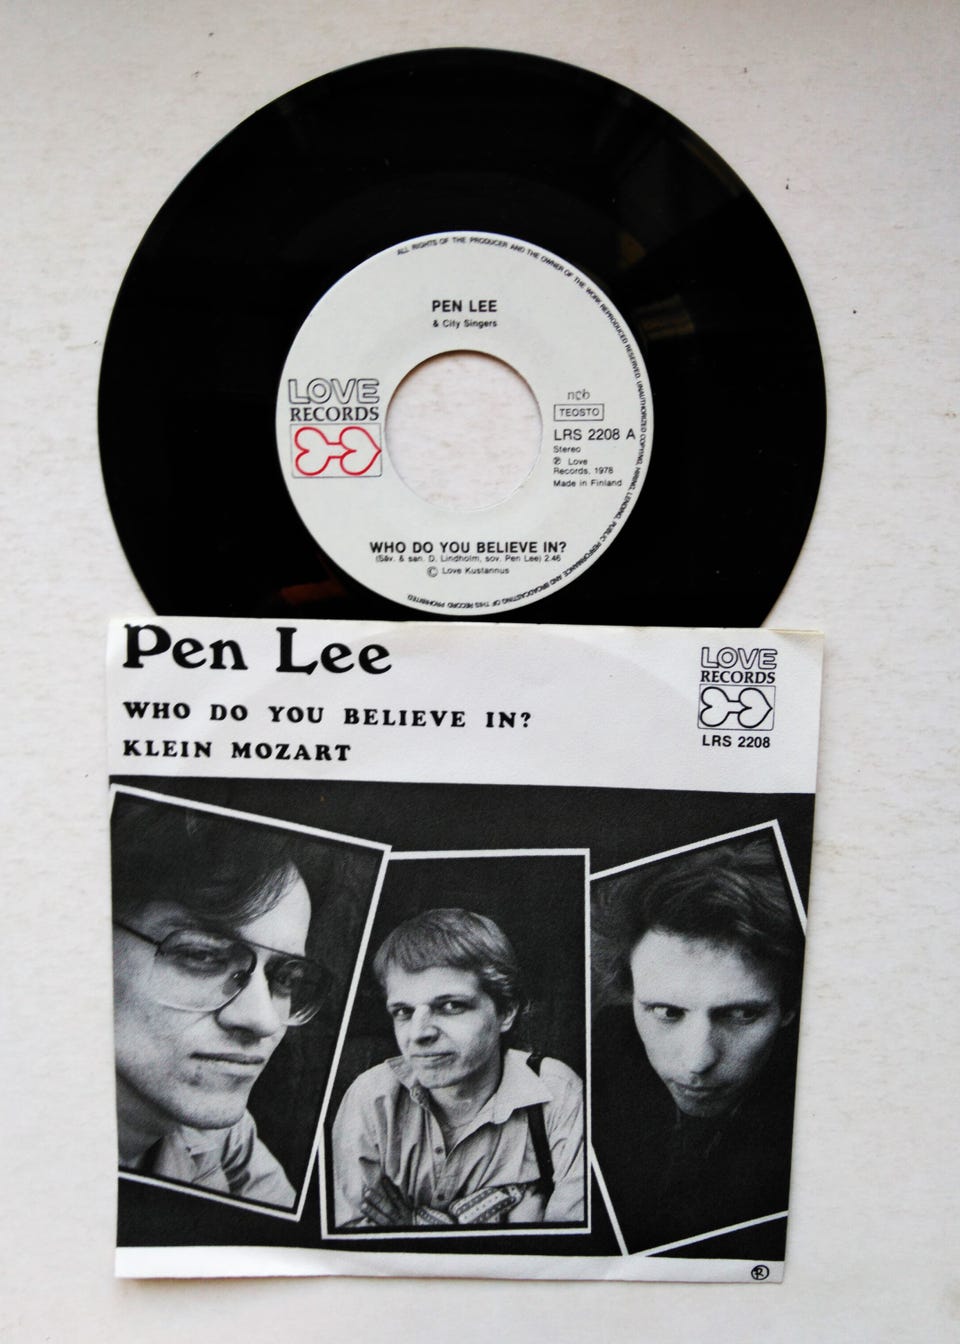 ALL RIGHTS OF THE PRODUCER AND THE OWNER OF THE WORK REPRODUCED RESERVED. UNAUTHORIZED COPYING, HIRING, LENDING, PUBLIC PERFORMANCE AND BROADCASTING OF THIS RECORD PROHIBITED
PEN LEE
& City Singers
LOVE
RECORDS
ncb
TEOSTO
LRS 2208 A
Stereo
Ⓟ Love
Records, 1978
Made in Finland
WHO DO YOU BELIEVE IN?
(Säv. & san. D. Lindholm, sov. Pen Lee) 2:46
© Love Kustannus
Pen Lee
WHO DO YOU BELIEVE IN?
KLEIN MOZART
LOVE
RECORDS
LRS 2208
R